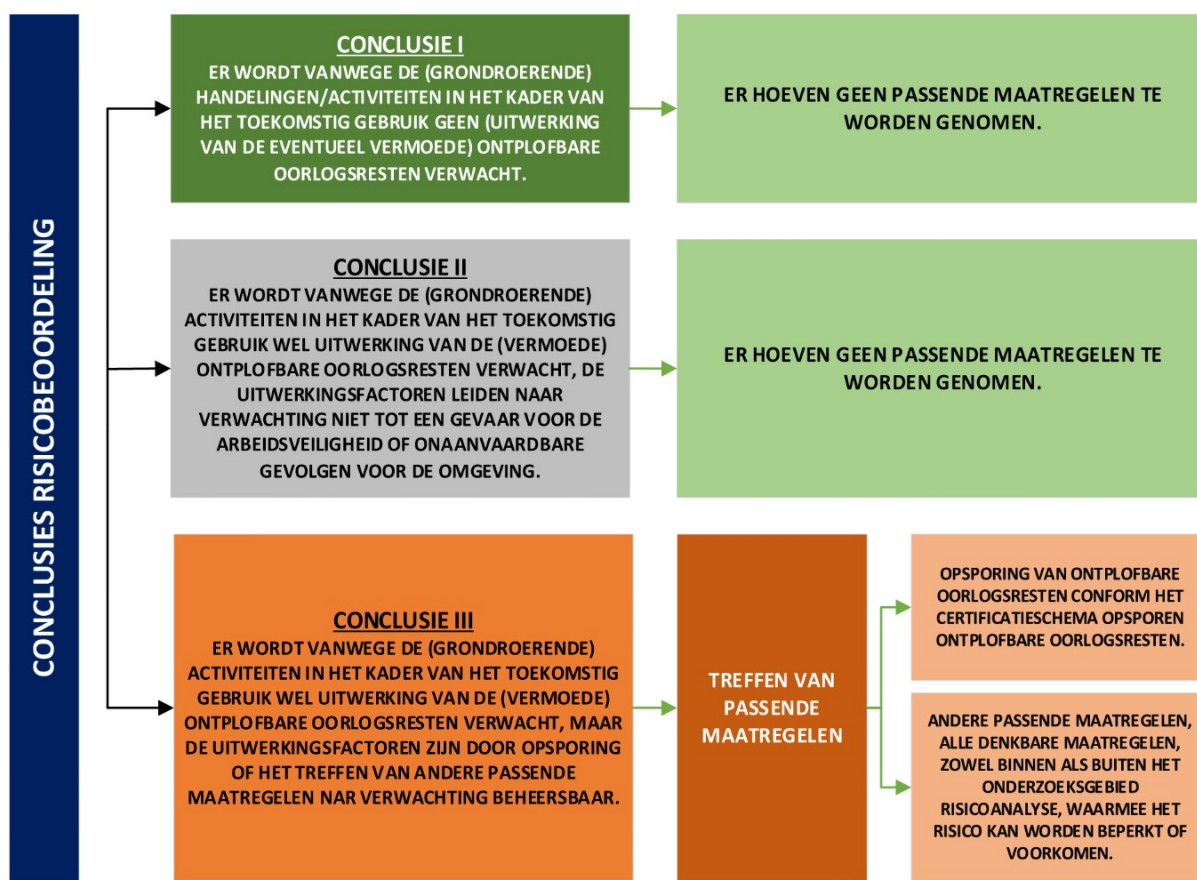 CONCLUSIES RISICOBEOORDELING
CONCLUSIE I
ER WORDT VANWEGE DE (GRONDROERENDE)
HANDELINGEN/ACTIVITEITEN IN HET KADER VAN
HET TOEKOMSTIG GEBRUIK GEEN (UITWERKING
VAN DE EVENTUEEL VERMOEDE) ONTPLOFBARE
OORLOGSRESTEN VERWACHT.
ER HOEVEN GEEN PASSENDE MAATREGELEN TE
WORDEN GENOMEN.
CONCLUSIE II
ER WORDT VANWEGE DE (GRONDROERENDE)
ACTIVITEITEN IN HET KADER VAN HET TOEKOMSTIG
GEBRUIK WEL UITWERKING VAN DE (VERMOEDE)
ONTPLOFBARE OORLOGSRESTEN VERWACHT, DE
UITWERKINGSFACTOREN LEIDEN NAAR
VERWACHTING NIET TOT EEN GEVAAR VOOR DE
ARBEIDSVEILIGHEID OF ONAANVAARDBARE
GEVOLGEN VOOR DE OMGEVING.
ER HOEVEN GEEN PASSENDE MAATREGELEN TE
WORDEN GENOMEN.
CONCLUSIE III
ER WORDT VANWEGE DE (GRONDROERENDE)
ACTIVITEITEN IN HET KADER VAN HET TOEKOMSTIG
GEBRUIK WEL UITWERKING VAN DE (VERMOEDE)
ONTPLOFBARE OORLOGSRESTEN VERWACHT, MAAR
DE UITWERKINGSFACTOREN ZIJN DOOR OPSPORING
OF HET TREFFEN VAN ANDERE PASSENDE
MAATREGELEN NAR VERWACHTING BEHEERSBAAR.
TREFFEN VAN
PASSENDE
MAATREGELEN
OPSPORING VAN ONTPLOFBARE
OORLOGSRESTEN CONFORM HET
CERTIFICATIESCHEMA OPSPOREN
ONTPLOFBARE OORLOGSRESTEN.
ANDERE PASSENDE MAATREGELEN,
ALLE DENKBARE MAATREGELEN,
ZOWEL BINNEN ALS BUITEN HET
ONDERZOEKSGEBIED
RISICOANALYSE, WAARMEE HET
RISICO KAN WORDEN BEPERKT OF
VOORKOMEN.